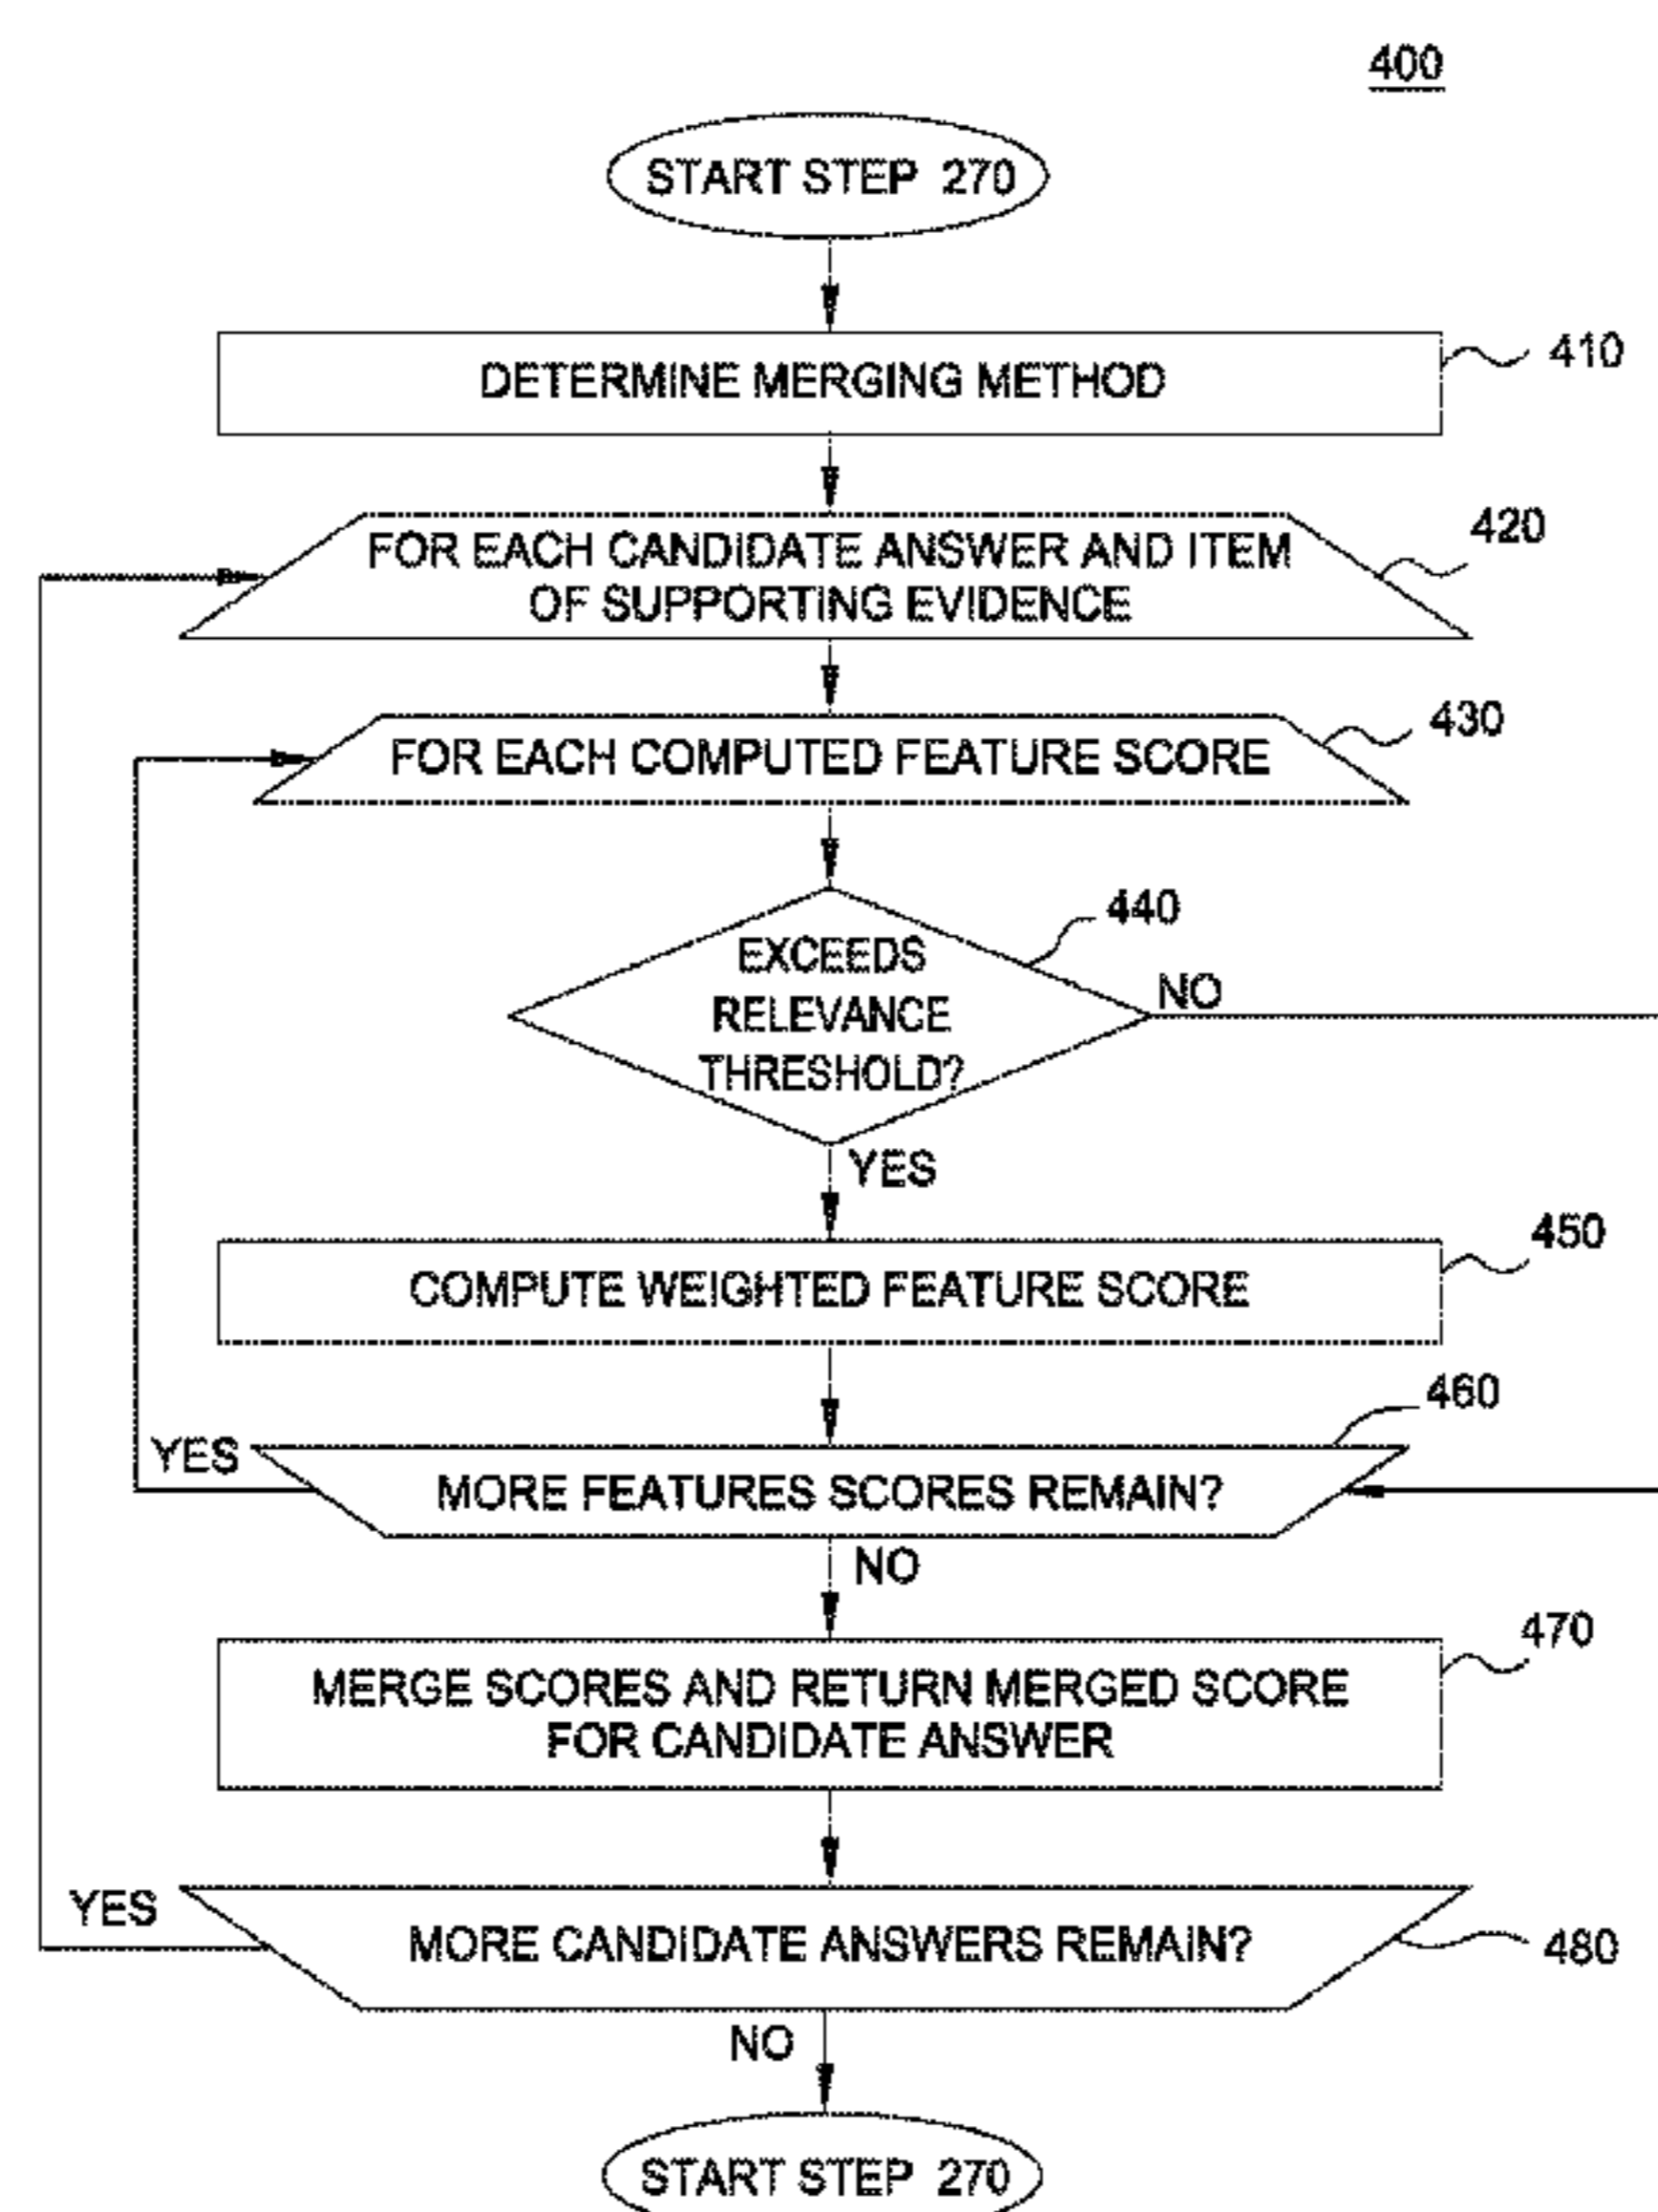 400
START STEP 270
DETERMINE MERGING METHOD
410
FOR EACH CANDIDATE ANSWER AND ITEM
OF SUPPORTING EVIDENCE
420
FOR EACH COMPUTED FEATURE SCORE
430
440
EXCEEDS
RELEVANCE
THRESHOLD?
NO
YES
COMPUTE WEIGHTED FEATURE SCORE
450
460
YES
MORE FEATURES SCORES REMAIN?
NO
MERGE SCORES AND RETURN MERGED SCORE
FOR CANDIDATE ANSWER
470
YES
MORE CANDIDATE ANSWERS REMAIN?
480
NO
START STEP 270